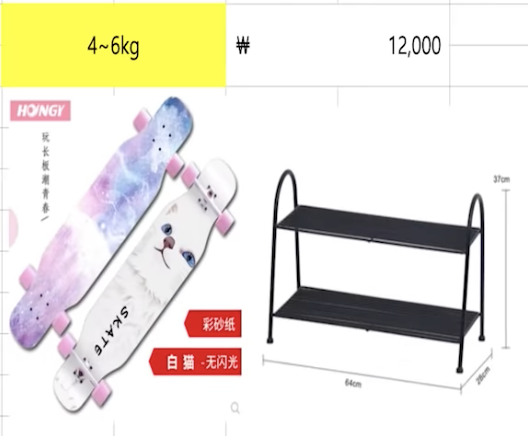 4~6kg
₩ 12,000
HONGY
玩长板潮青春
SKATE
彩砂纸
白猫-无闪光
37cm
64cm
28cm